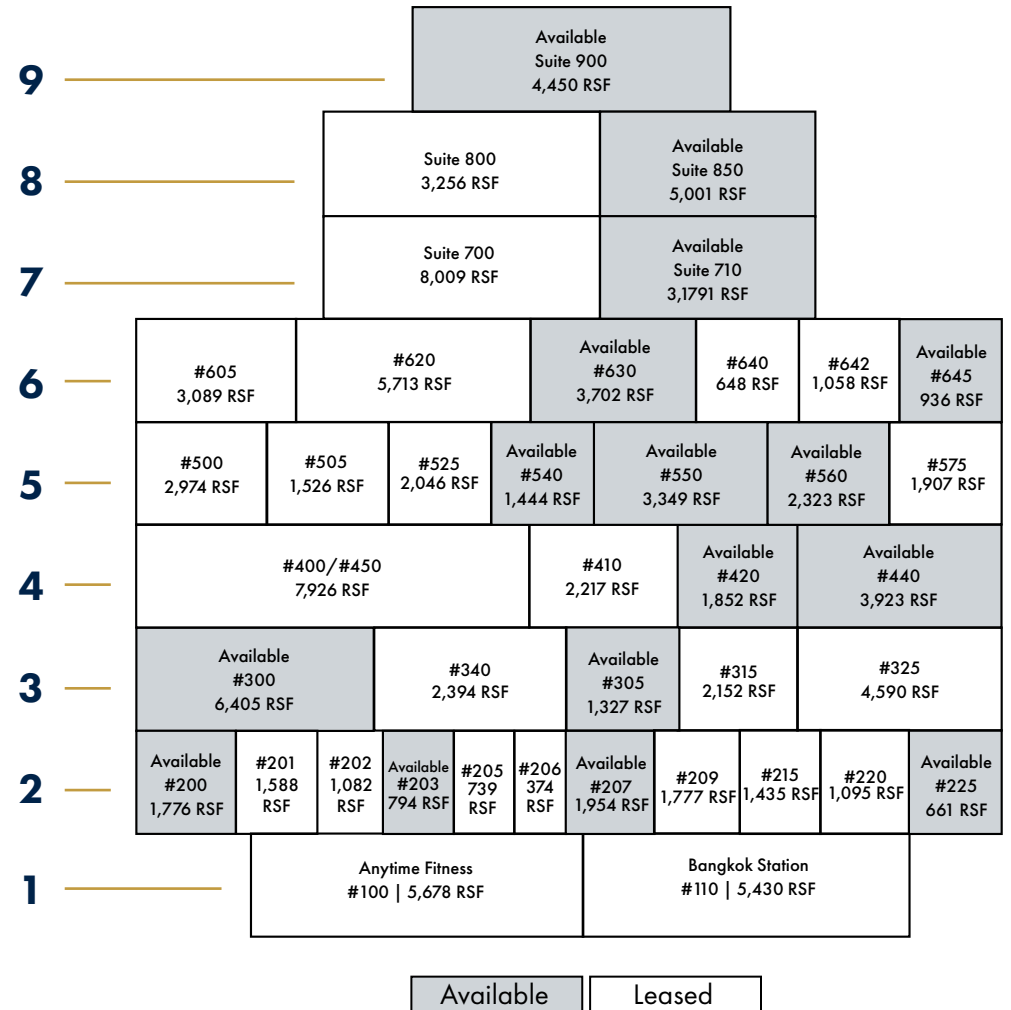 9
Available
Suite 900
4,450 RSF
8
Suite 800
3,256 RSF
Available
Suite 850
5,001 RSF
7
Suite 700
8,009 RSF
Available
Suite 710
3,1791 RSF
6
#605
3,089 RSF
#620
5,713 RSF
Available
#630
3,702 RSF
#640
648 RSF
#642
1,058 RSF
Available
#645
936 RSF
5
#500
2,974 RSF
#505
1,526 RSF
#525
2,046 RSF
Available
#540
1,444 RSF
Available
#550
3,349 RSF
Available
#560
2,323 RSF
#575
1,907 RSF
4
#400/#450
7,926 RSF
#410
2,217 RSF
Available
#420
1,852 RSF
Available
#440
3,923 RSF
3
Available
#300
6,405 RSF
#340
2,394 RSF
Available
#305
1,327 RSF
#315
2,152 RSF
#325
4,590 RSF
2
Available
#200
1,776 RSF
#201
1,588
RSF
#202
1,082
RSF
Available
#203
794 RSF
#205
739
RSF
#206
374
RSF
Available
#207
1,954 RSF
#209
1,777 RSF
#215
1,435 RSF
#220
1,095 RSF
Available
#225
661 RSF
1
Anytime Fitness
#100 | 5,678 RSF
Bangkok Station
#110 | 5,430 RSF
Available
Leased